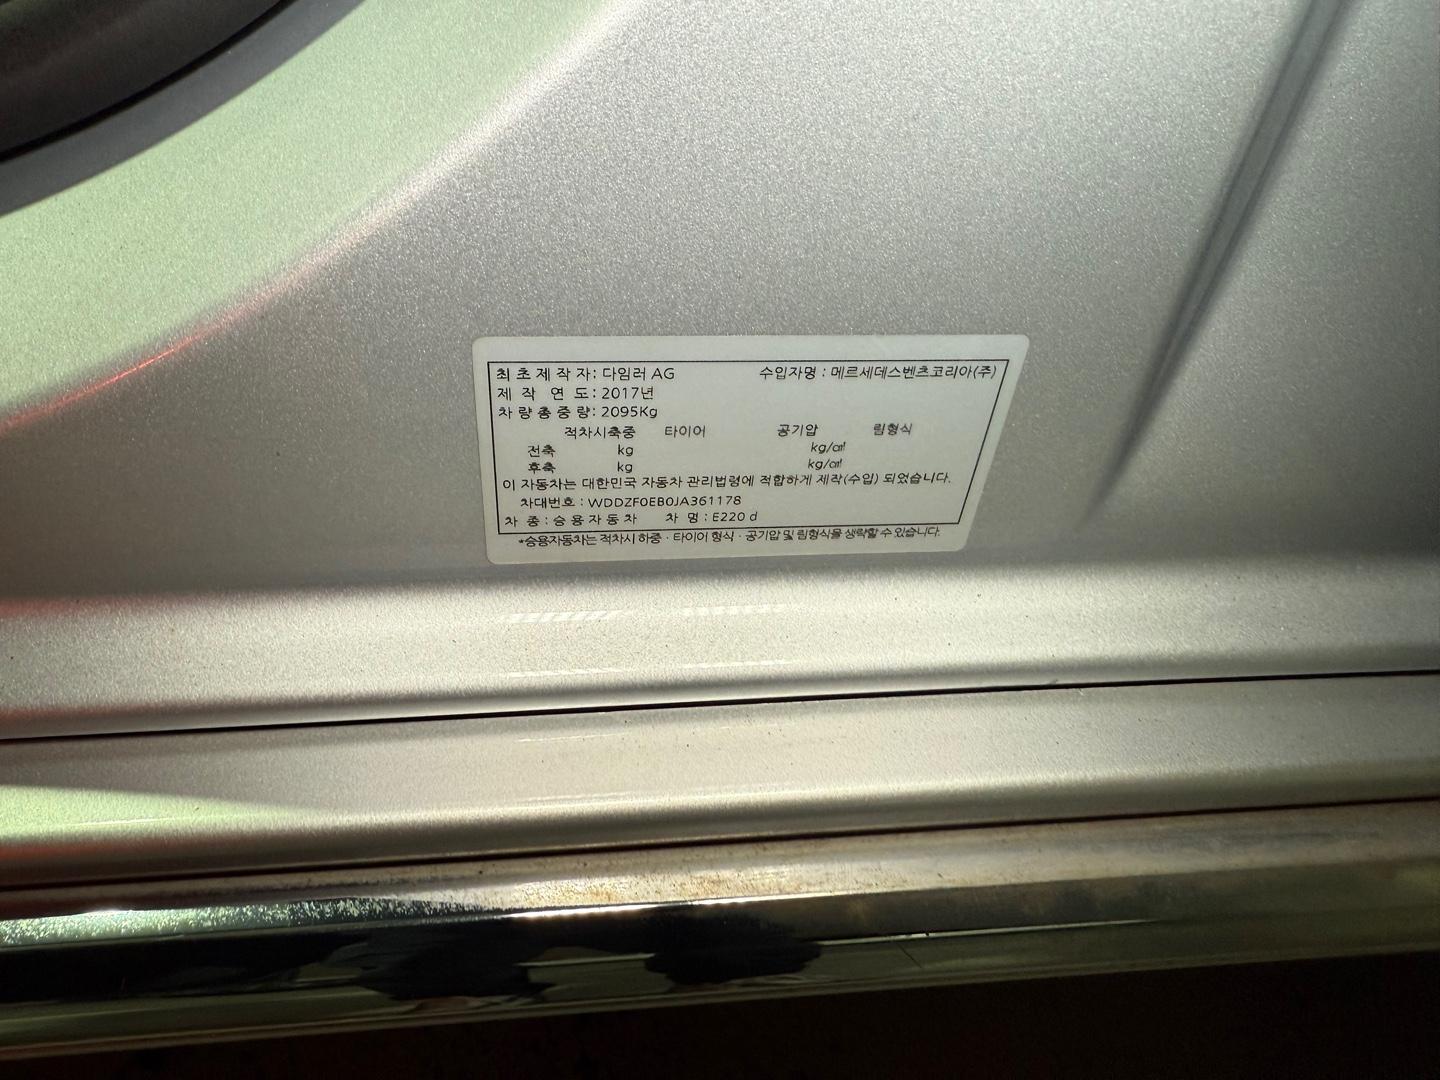 최초제작자: 다임러 AG 수입자명 : 메르세데스벤츠코리아(주)
제 작 연 도: 2017년
차량총중량: 2095Kg
적차시축중 타이어 공기압 림형식
전축 kg kg/㎠
후축 kg kg/㎠
이 자동차는 대한민국 자동차 관리법령에 적합하게 제작(수입) 되었습니다.
차대번호 : WDDZF0EB0JA361178
차 종 : 승용자동차 차 명 : E220 d
*승용자동차는 적차시 하중 · 타이어 형식 · 공기압 및 림형식을 생략할 수 있습니다.